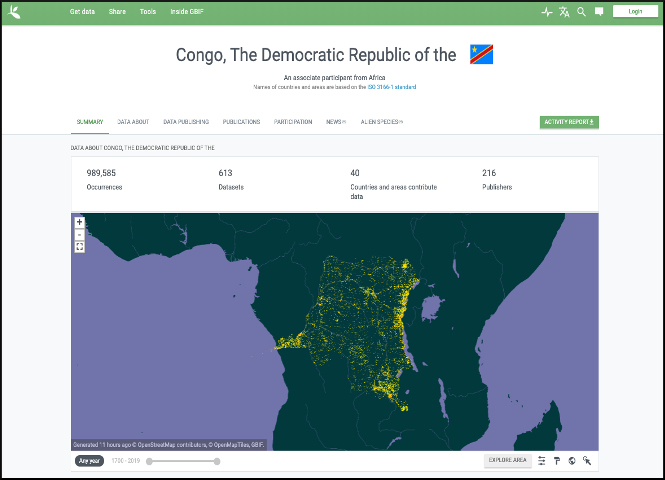 Get data Share Tools Inside GBIF Login
Congo, The Democratic Republic of the
An associate participant from Africa
Names of countries and areas are based on the ISO 3166-1 standard
SUMMARY DATA ABOUT DATA PUBLISHING PUBLICATIONS PARTICIPATION NEWS ALIEN SPECIES ACTIVITY REPORT
DATA ABOUT CONGO, THE DEMOCRATIC REPUBLIC OF THE
989,585 613 40 216
Occurrences Datasets Countries and areas contribute Publishers
data
+
-
Generated 11 hours ago © OpenStreetMap contributors, © OpenMapTiles, GBIF.
Any year 1700 - 2019 EXPLORE AREA